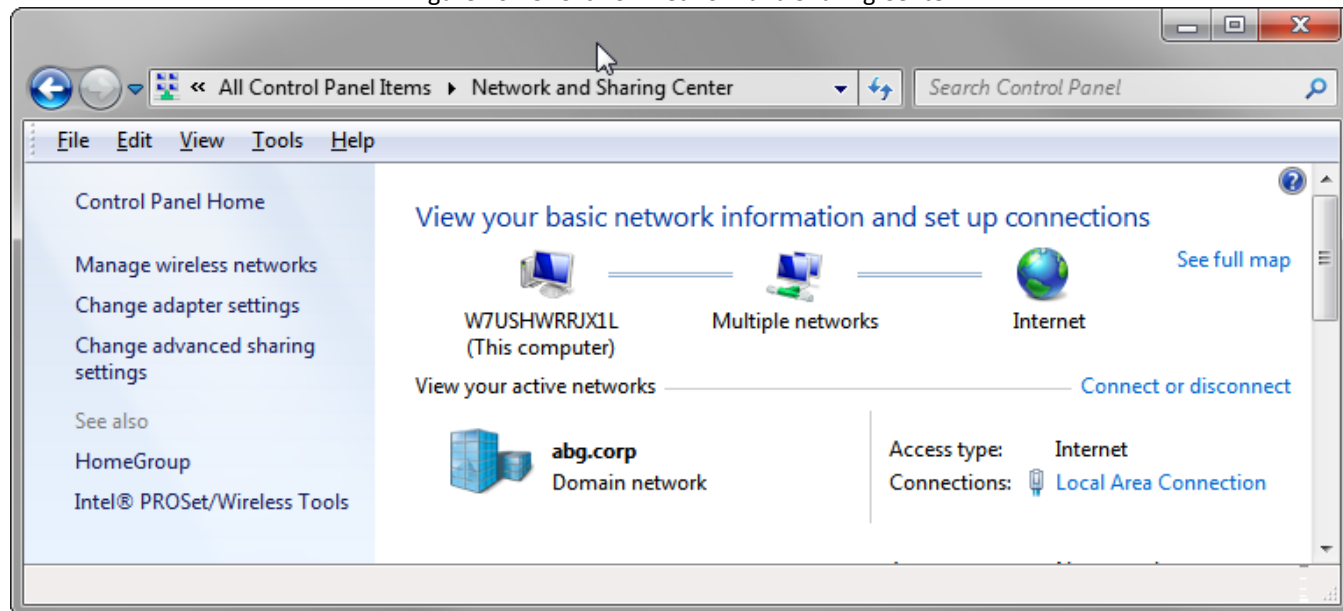 « All Control Panel Items ▸ Network and Sharing Center
Search Control Panel
File Edit View Tools Help
Control Panel Home
Manage wireless networks
Change adapter settings
Change advanced sharing
settings
See also
HomeGroup
Intel® PROSet/Wireless Tools
View your basic network information and set up connections
See full map
W7USHWRRJX1L
(This computer)
Multiple networks
Internet
View your active networks
Connect or disconnect
abg.corp
Domain network
Access type: Internet
Connections: Local Area Connection